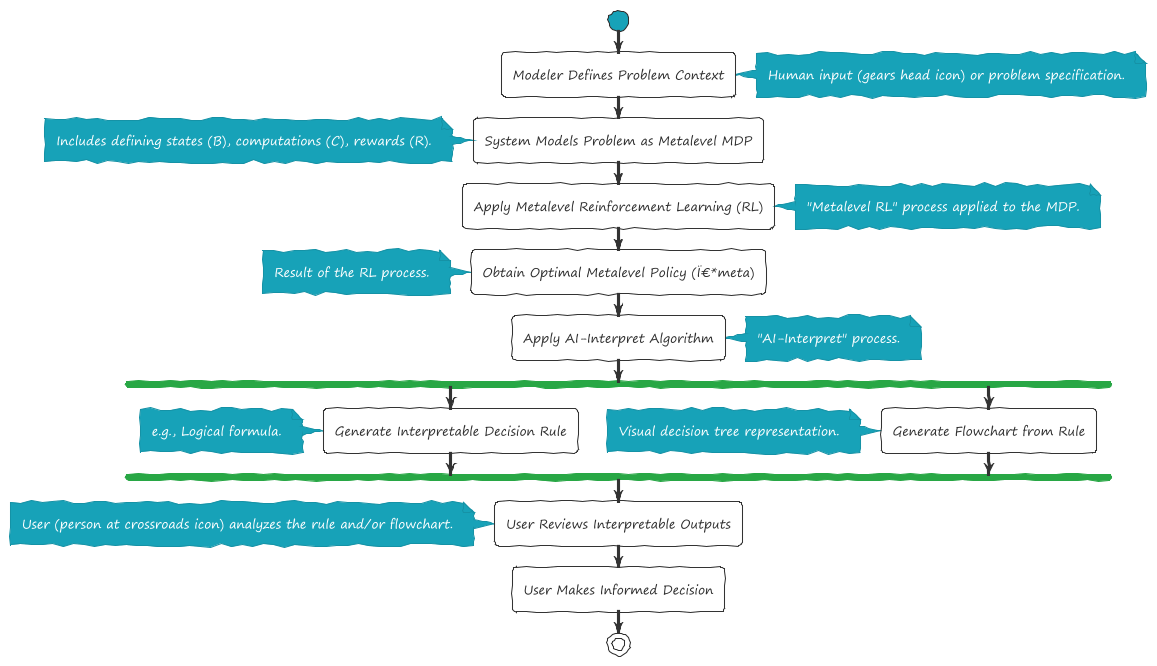 Modeler Defines Problem Context
Human input (gears head icon) or problem specification.
Includes defining states (B), computations (C), rewards (R).
System Models Problem as Metalevel MDP
Apply Metalevel Reinforcement Learning (RL)
"Metalevel RL" process applied to the MDP.
Result of the RL process.
Obtain Optimal Metalevel Policy (Ï€*meta)
Apply AI-Interpret Algorithm
"AI-Interpret" process.
e.g., Logical formula.
Generate Interpretable Decision Rule
Visual decision tree representation.
Generate Flowchart from Rule
User (person at crossroads icon) analyzes the rule and/or flowchart.
User Reviews Interpretable Outputs
User Makes Informed Decision